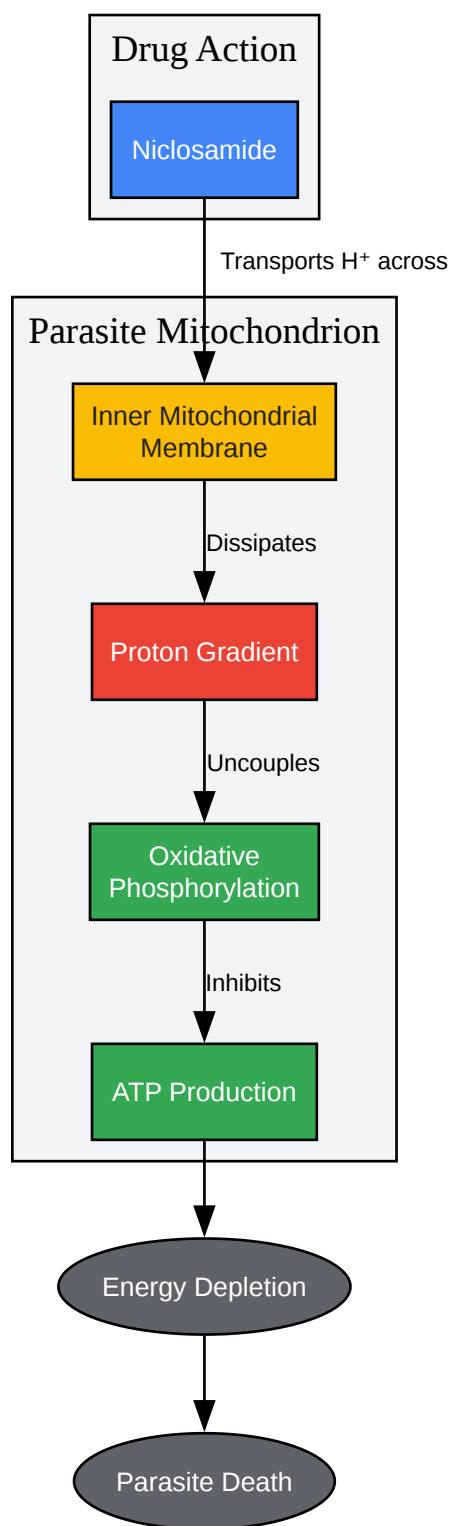 Drug Action
Niclosamide
Transports H⁺ across
Parasite Mitochondrion
Inner Mitochondrial
Membrane
Dissipates
Proton Gradient
Uncouples
Oxidative
Phosphorylation
Inhibits
ATP Production
Energy Depletion
Parasite Death